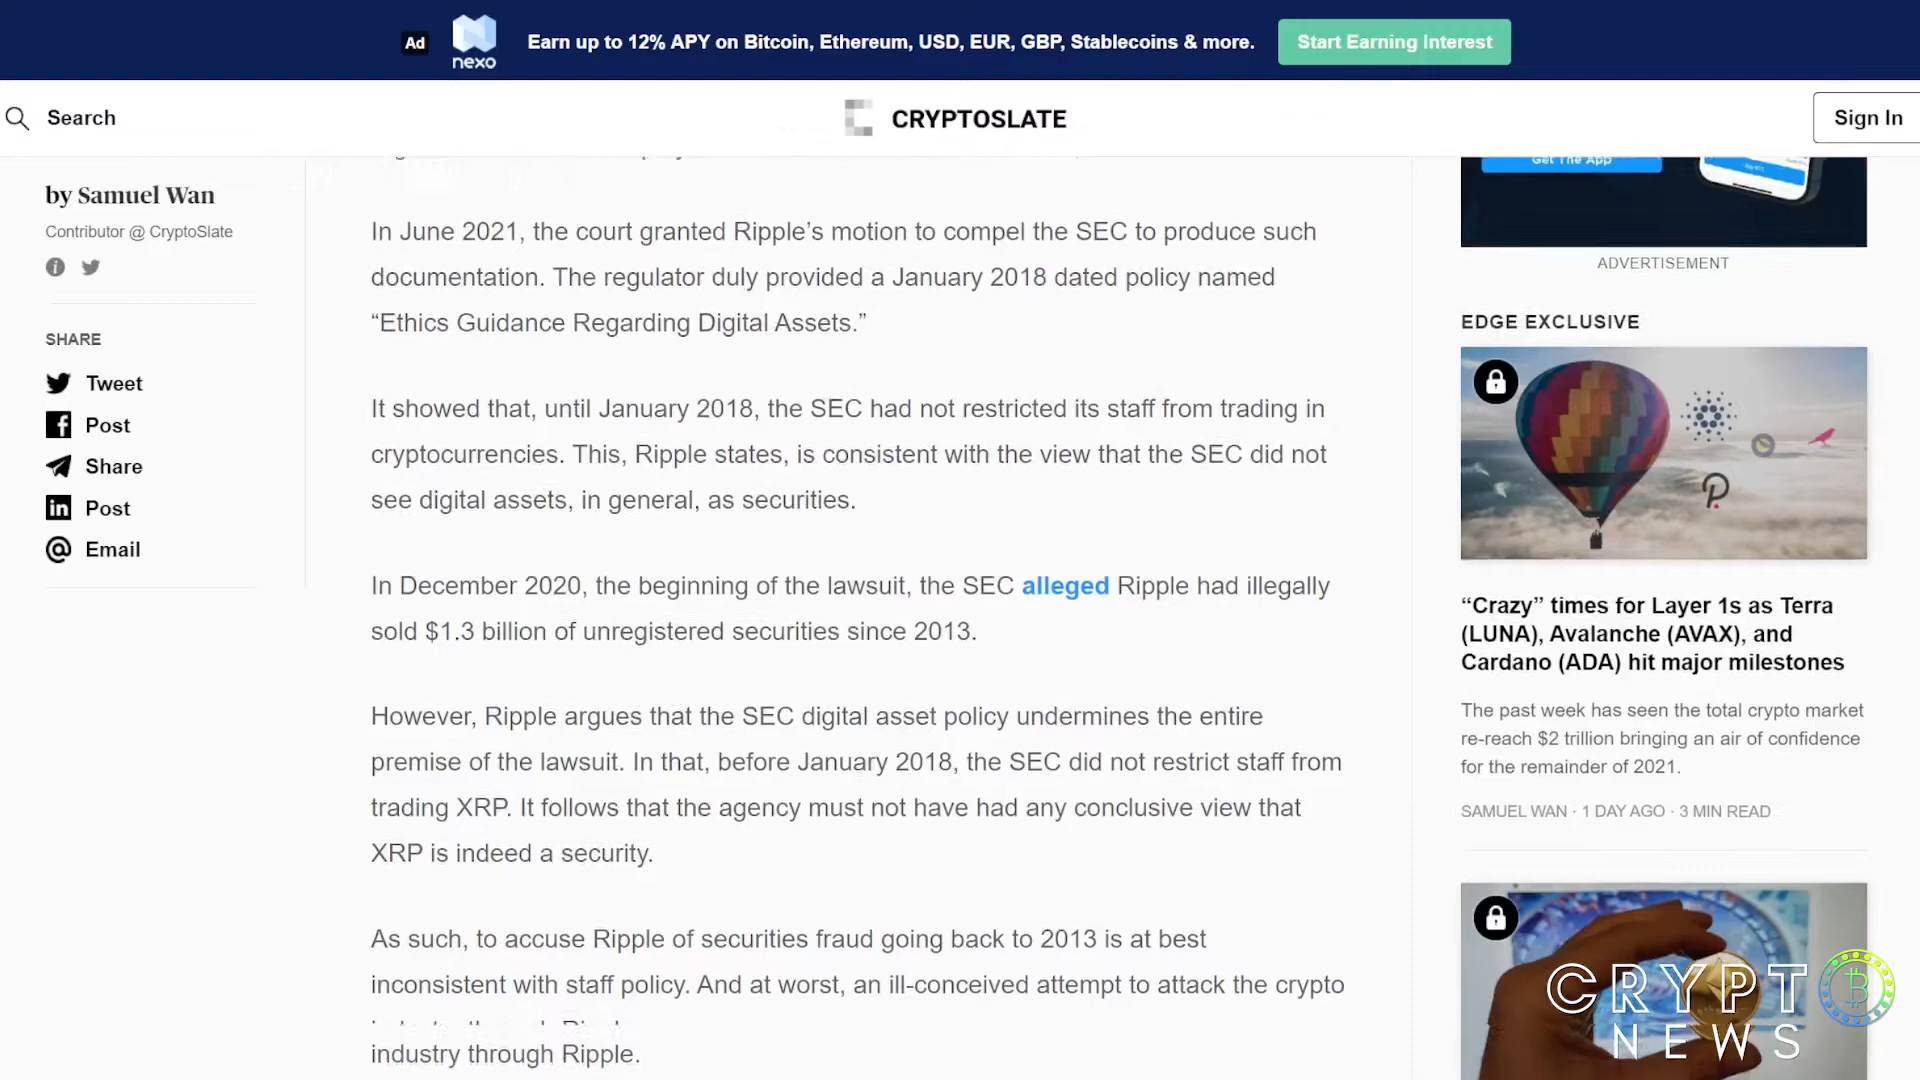 Ad
nexo
Earn up to 12% APY on Bitcoin, Ethereum, USD, EUR, GBP, Stablecoins & more.
Start Earning Interest
Search
CRYPTOSLATE
Sign In
by Samuel Wan
Contributor @ CryptoSlate
SHARE
Tweet
Post
Share
Post
Email
In June 2021, the court granted Ripple’s motion to compel the SEC to produce such
documentation. The regulator duly provided a January 2018 dated policy named
“Ethics Guidance Regarding Digital Assets.”
It showed that, until January 2018, the SEC had not restricted its staff from trading in
cryptocurrencies. This, Ripple states, is consistent with the view that the SEC did not
see digital assets, in general, as securities.
In December 2020, the beginning of the lawsuit, the SEC alleged Ripple had illegally
sold $1.3 billion of unregistered securities since 2013.
However, Ripple argues that the SEC digital asset policy undermines the entire
premise of the lawsuit. In that, before January 2018, the SEC did not restrict staff from
trading XRP. It follows that the agency must not have had any conclusive view that
XRP is indeed a security.
As such, to accuse Ripple of securities fraud going back to 2013 is at best
inconsistent with staff policy. And at worst, an ill-conceived attempt to attack the crypto
industry through Ripple.
Get The App
ADVERTISEMENT
EDGE EXCLUSIVE
“Crazy” times for Layer 1s as Terra
(LUNA), Avalanche (AVAX), and
Cardano (ADA) hit major milestones
The past week has seen the total crypto market
re-reach $2 trillion bringing an air of confidence
for the remainder of 2021.
SAMUEL WAN · 1 DAY AGO · 3 MIN READ
CRYPT
NEWS